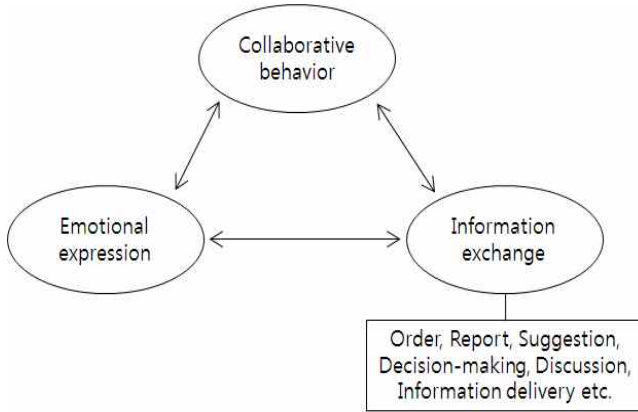 Collaborative
behavior
Emotional
expression
Information
exchange
Order, Report, Suggestion,
Decision-making, Discussion,
Information delivery etc.